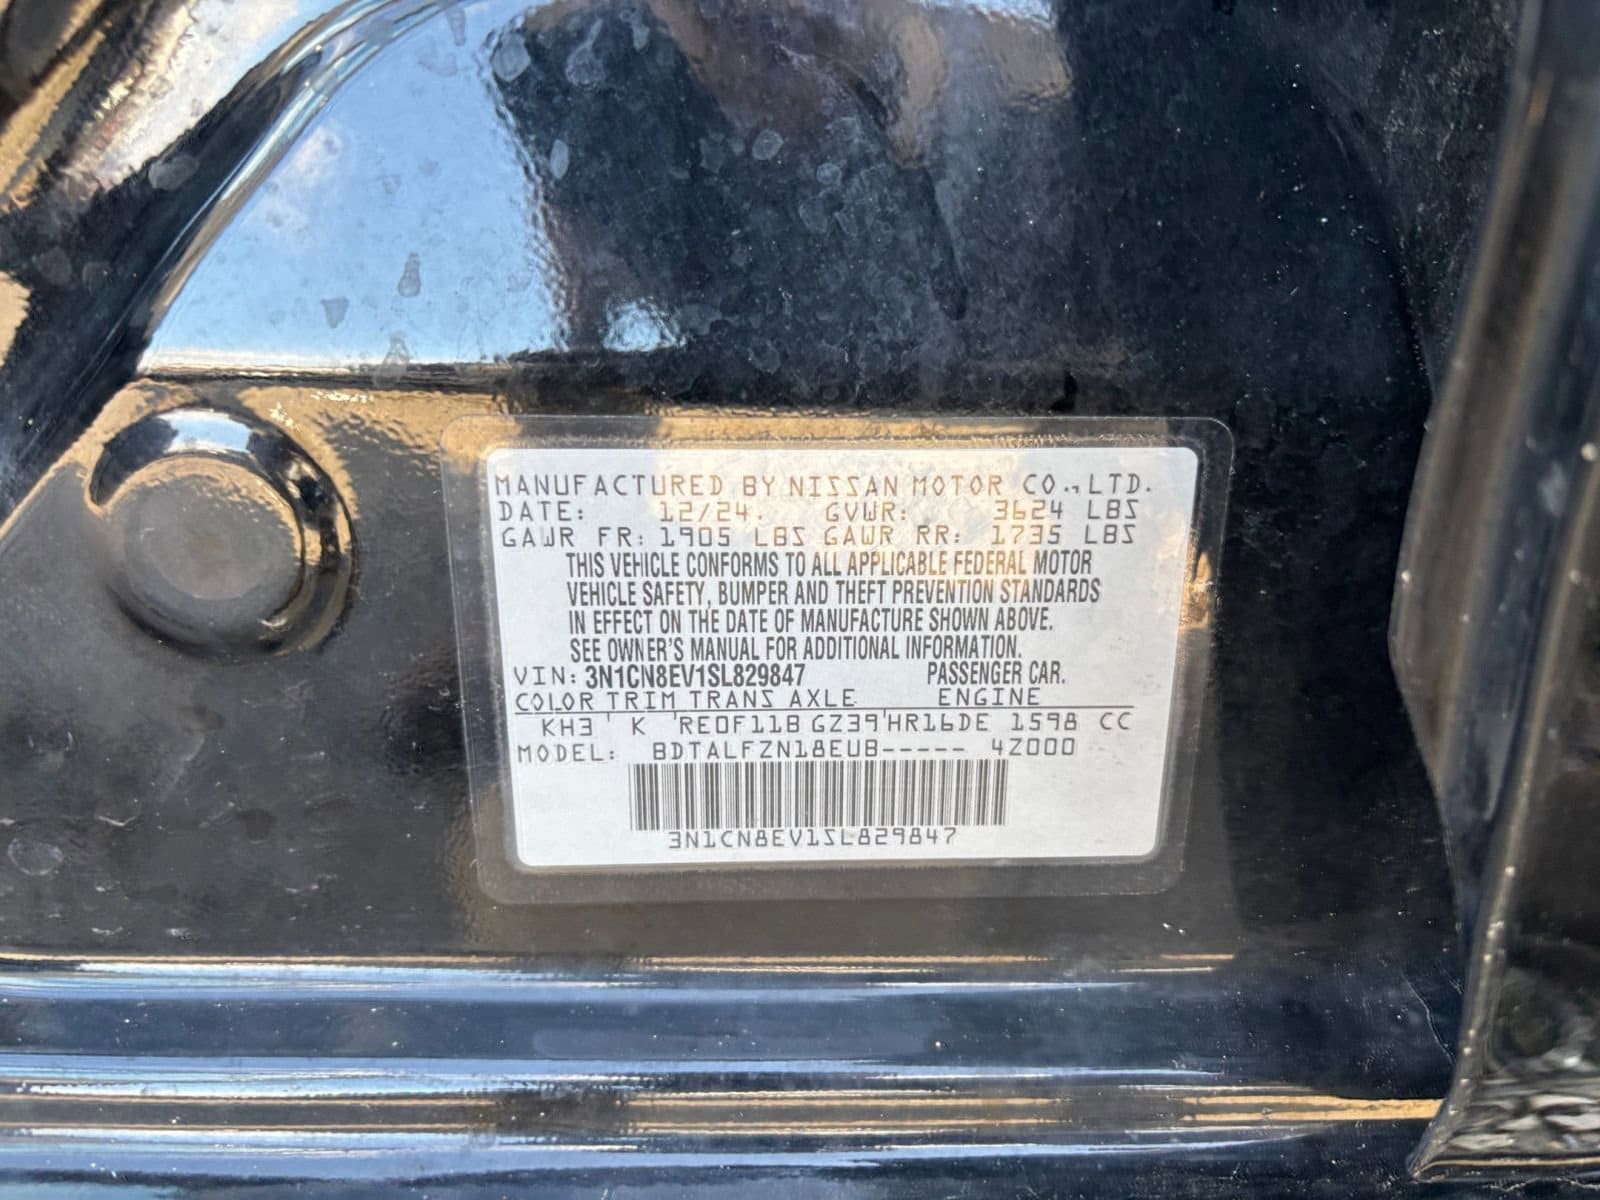 MANUFACTURED BY NISSAN MOTOR CO.,LTD.
DATE: 12/24. GVWR: 3624 LBS
GAWR FR: 1905 LBS GAWR RR: 1735 LBS
THIS VEHICLE CONFORMS TO ALL APPLICABLE FEDERAL MOTOR
VEHICLE SAFETY, BUMPER AND THEFT PREVENTION STANDARDS
IN EFFECT ON THE DATE OF MANUFACTURE SHOWN ABOVE.
SEE OWNER'S MANUAL FOR ADDITIONAL INFORMATION.
VIN: 3N1CN8EV1SL829847 PASSENGER CAR.
COLOR TRIM TRANS AXLE ENGINE
KH3 ' K ' RE0F11B GZ39 ' HR16DE 1598 CC
MODEL: BDTALFZN18EUB----- 4Z000
3N1CN8EV1SL829847